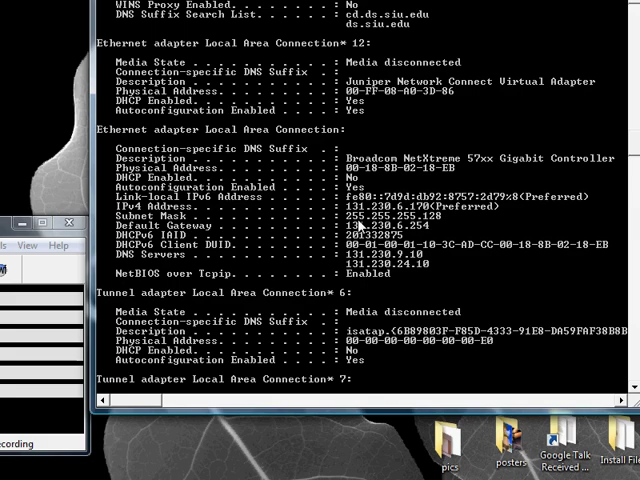 WINS Proxy Enabled. . . . . . . . : No
DNS Suffix Search List. . . . . . : cd.ds.siu.edu
ds.siu.edu
Ethernet adapter Local Area Connection* 12:
Media State . . . . . . . . . . . : Media disconnected
Connection-specific DNS Suffix  . :
Description . . . . . . . . . . . : Juniper Network Connect Virtual Adapter
Physical Address. . . . . . . . . : 00-FF-08-A0-3D-86
DHCP Enabled. . . . . . . . . . . : Yes
Autoconfiguration Enabled . . . . : Yes
Ethernet adapter Local Area Connection:
Connection-specific DNS Suffix  . :
Description . . . . . . . . . . . : Broadcom NetXtreme 57xx Gigabit Controller
Physical Address. . . . . . . . . : 00-18-8B-02-18-EB
DHCP Enabled. . . . . . . . . . . : No
Autoconfiguration Enabled . . . . : Yes
Link-local IPv6 Address . . . . . : fe80::7d9d:db92:8757:2d79%8(Preferred)
IPv4 Address. . . . . . . . . . . : 131.230.6.170(Preferred)
Subnet Mask . . . . . . . . . . . : 255.255.255.128
Default Gateway . . . . . . . . . : 131.230.6.254
DHCPv6 IAID . . . . . . . . . . . : 201332875
DHCPv6 Client DUID. . . . . . . . : 00-01-00-01-10-3C-AD-CC-00-18-8B-02-18-EB
DNS Servers . . . . . . . . . . . : 131.230.9.10
131.230.24.10
NetBIOS over Tcpip. . . . . . . . : Enabled
Tunnel adapter Local Area Connection* 6:
Media State . . . . . . . . . . . : Media disconnected
Connection-specific DNS Suffix  . :
Description . . . . . . . . . . . : isatap.{6B89803F-F85D-4333-91E8-DA59FAF38B8B
Physical Address. . . . . . . . . : 00-00-00-00-00-00-00-E0
DHCP Enabled. . . . . . . . . . . : No
Autoconfiguration Enabled . . . . : Yes
Tunnel adapter Local Area Connection* 7:
ls View Help
ecording
pics
posters
Google Talk
Received ...
Install File